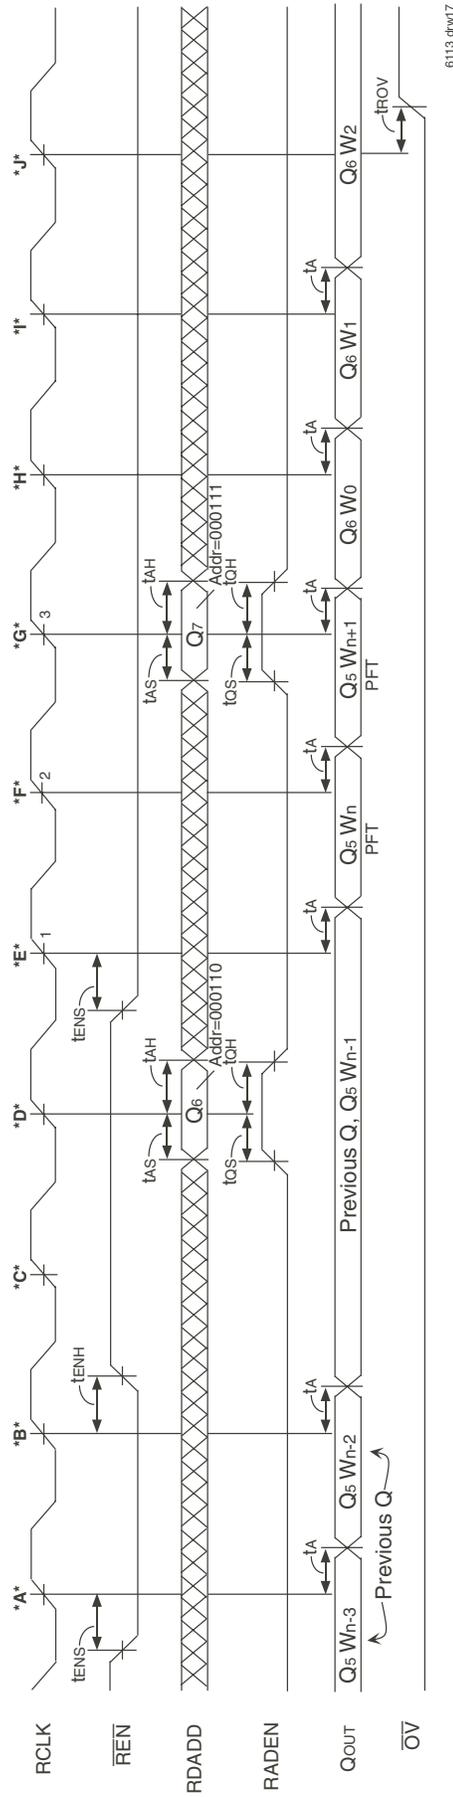 *A* *B* *C* *D* *E* *F* *G* *H* *I* *J*
RCLK 1 2 3
tENS tENH tENS
REN
tAS tAH tAS tAH
RDADD Q6 Q7
Addr=000110 Addr=000111
tQS tQH tQS tQH
RADEN
tA tA tA tA tA tA tA
QOUT Q5 Wn-3 Q5 Wn-2 Previous Q, Q5 Wn-1 Q5 Wn Q5 Wn+1 Q6 W0 Q6 W1 Q6 W2
Previous Q PFT PFT
tROV
OV
6113 drw17